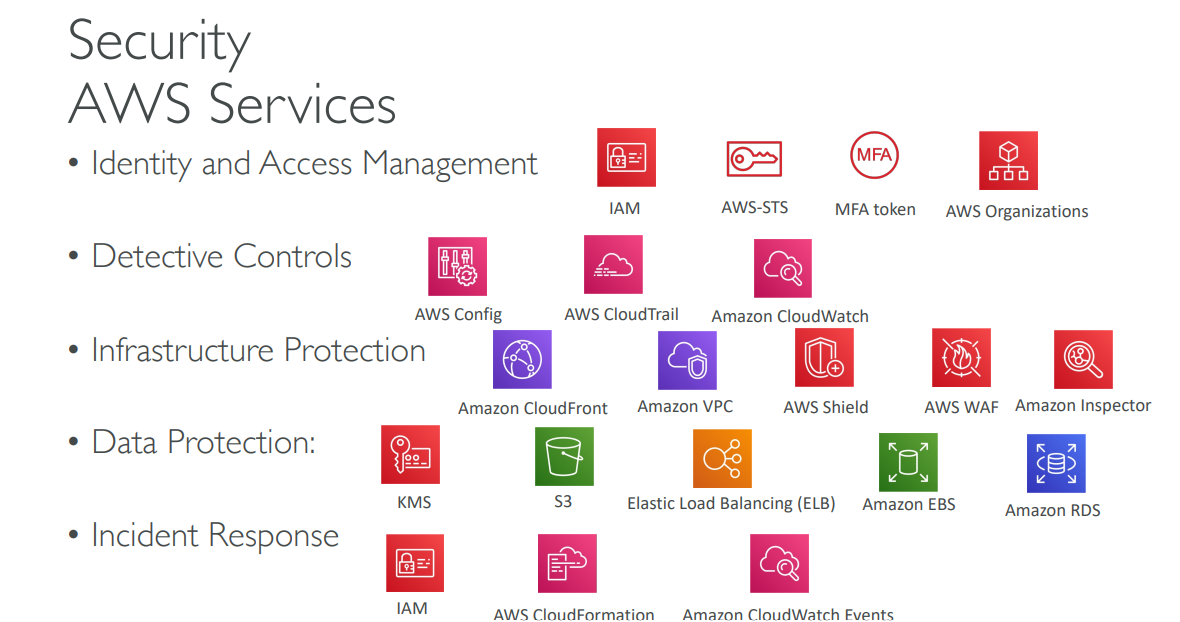 Security
AWS Services
• Identity and Access Management
MFA
IAM
AWS-STS
MFA token
AWS Organizations
• Detective Controls
AWS Config
AWS CloudTrail
Amazon CloudWatch
• Infrastructure Protection
Amazon CloudFront
Amazon VPC
AWS Shield
AWS WAF
Amazon Inspector
• Data Protection:
KMS
S3
Elastic Load Balancing (ELB)
Amazon EBS
Amazon RDS
• Incident Response
IAM
AWS CloudFormation
Amazon CloudWatch Events